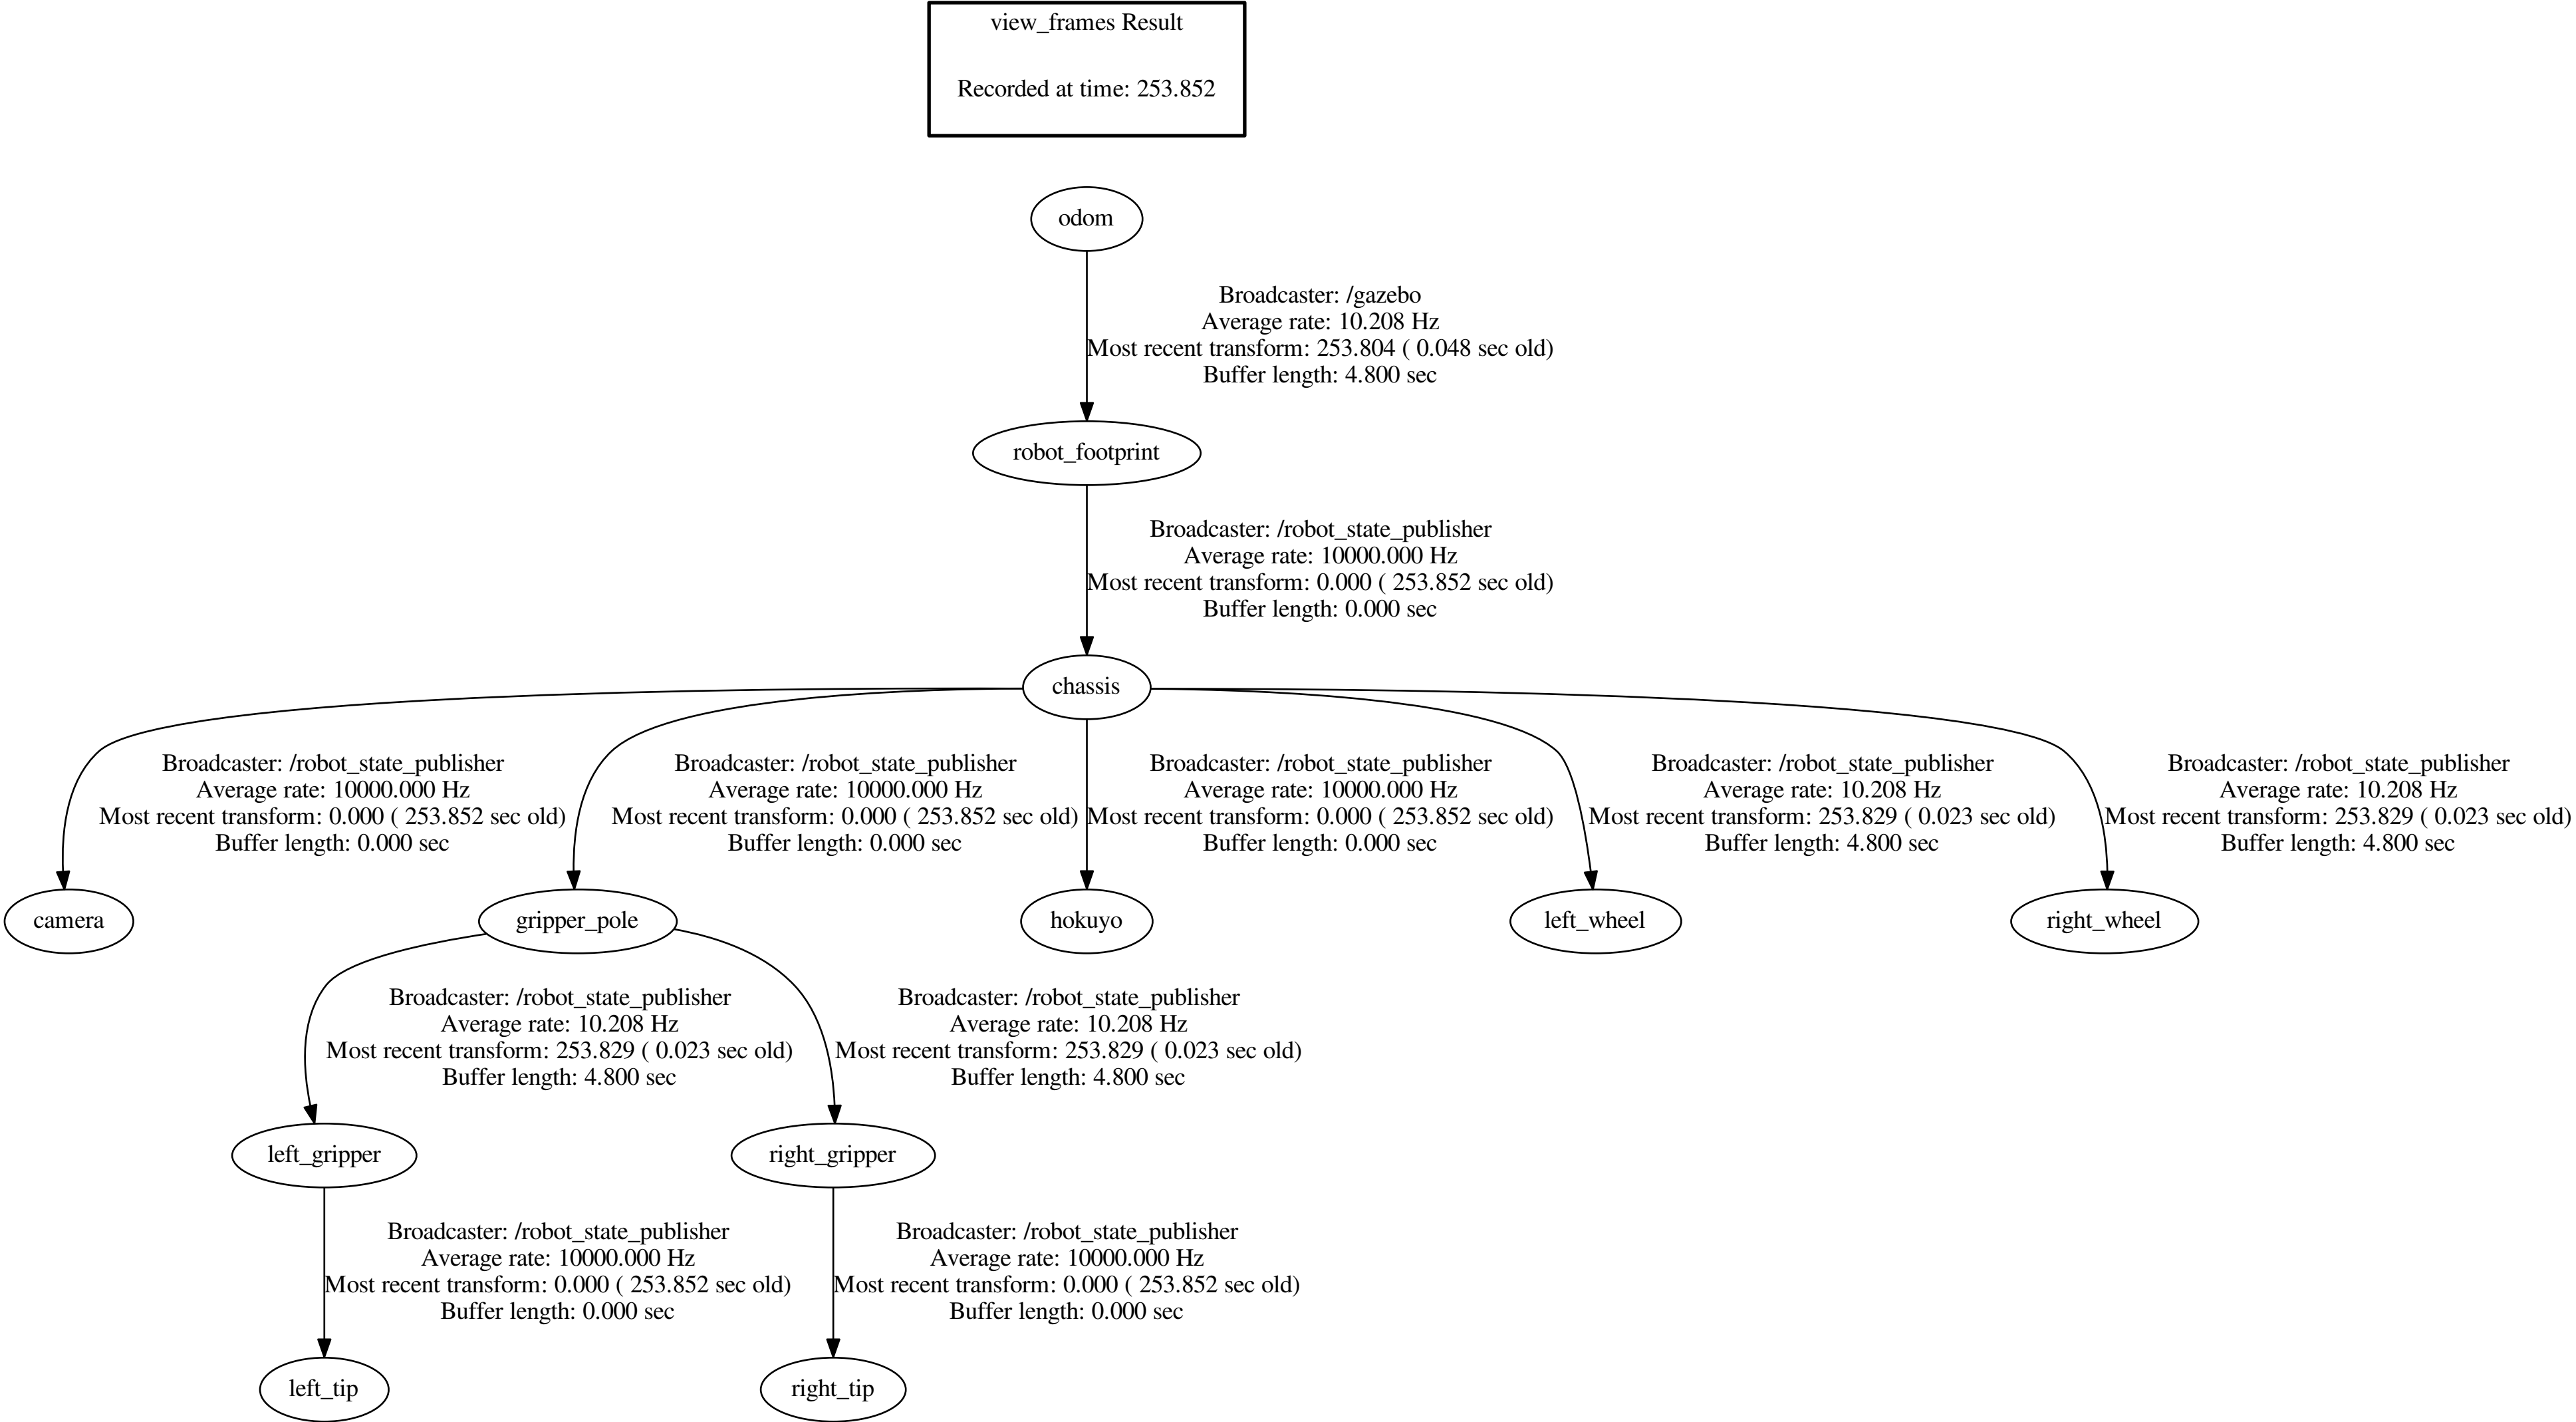 view_frames Result
Recorded at time: 253.852
odom
Broadcaster: /gazebo
Average rate: 10.208 Hz
Most recent transform: 253.804 ( 0.048 sec old)
Buffer length: 4.800 sec
robot_footprint
Broadcaster: /robot_state_publisher
Average rate: 10000.000 Hz
Most recent transform: 0.000 ( 253.852 sec old)
Buffer length: 0.000 sec
chassis
Broadcaster: /robot_state_publisher
Average rate: 10000.000 Hz
Most recent transform: 0.000 ( 253.852 sec old)
Buffer length: 0.000 sec
Broadcaster: /robot_state_publisher
Average rate: 10000.000 Hz
Most recent transform: 0.000 ( 253.852 sec old)
Buffer length: 0.000 sec
Broadcaster: /robot_state_publisher
Average rate: 10000.000 Hz
Most recent transform: 0.000 ( 253.852 sec old)
Buffer length: 0.000 sec
Broadcaster: /robot_state_publisher
Average rate: 10.208 Hz
Most recent transform: 253.829 ( 0.023 sec old)
Buffer length: 4.800 sec
Broadcaster: /robot_state_publisher
Average rate: 10.208 Hz
Most recent transform: 253.829 ( 0.023 sec old)
Buffer length: 4.800 sec
camera
gripper_pole
hokuyo
left_wheel
right_wheel
Broadcaster: /robot_state_publisher
Average rate: 10.208 Hz
Most recent transform: 253.829 ( 0.023 sec old)
Buffer length: 4.800 sec
Broadcaster: /robot_state_publisher
Average rate: 10.208 Hz
Most recent transform: 253.829 ( 0.023 sec old)
Buffer length: 4.800 sec
left_gripper
right_gripper
Broadcaster: /robot_state_publisher
Average rate: 10000.000 Hz
Most recent transform: 0.000 ( 253.852 sec old)
Buffer length: 0.000 sec
Broadcaster: /robot_state_publisher
Average rate: 10000.000 Hz
Most recent transform: 0.000 ( 253.852 sec old)
Buffer length: 0.000 sec
left_tip
right_tip